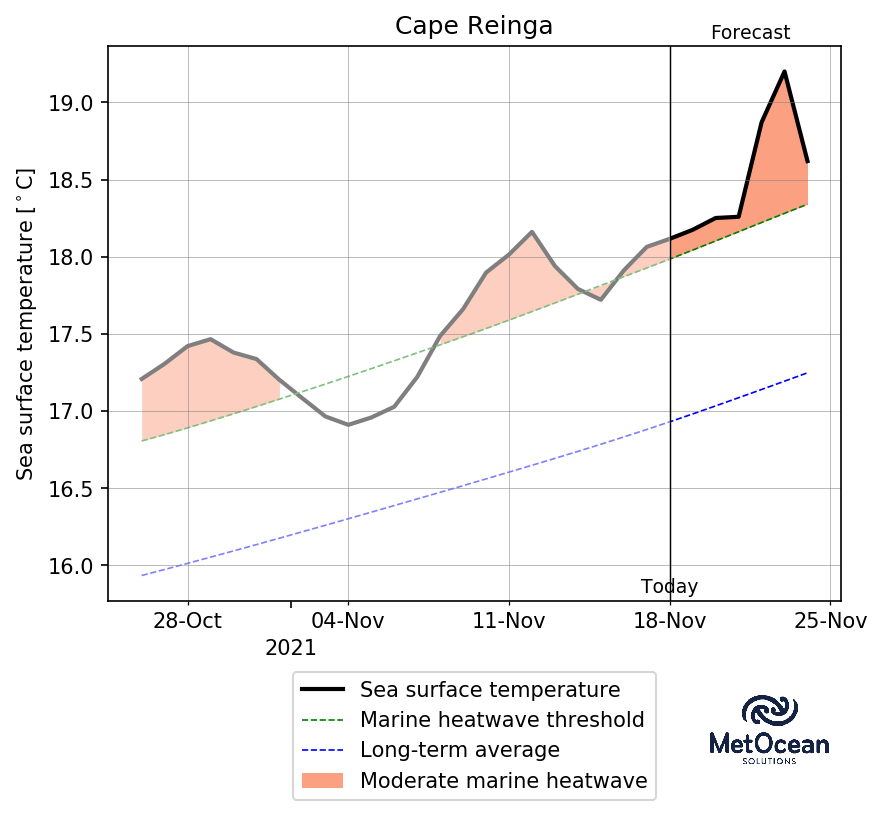 Cape Reinga
Forecast
Sea surface temperature [°C]
19.0
18.5
18.0
17.5
17.0
16.5
16.0
Today
28-Oct
04-Nov
11-Nov
18-Nov
25-Nov
2021
Sea surface temperature
Marine heatwave threshold
Long-term average
Moderate marine heatwave
MetOcean
SOLUTIONS